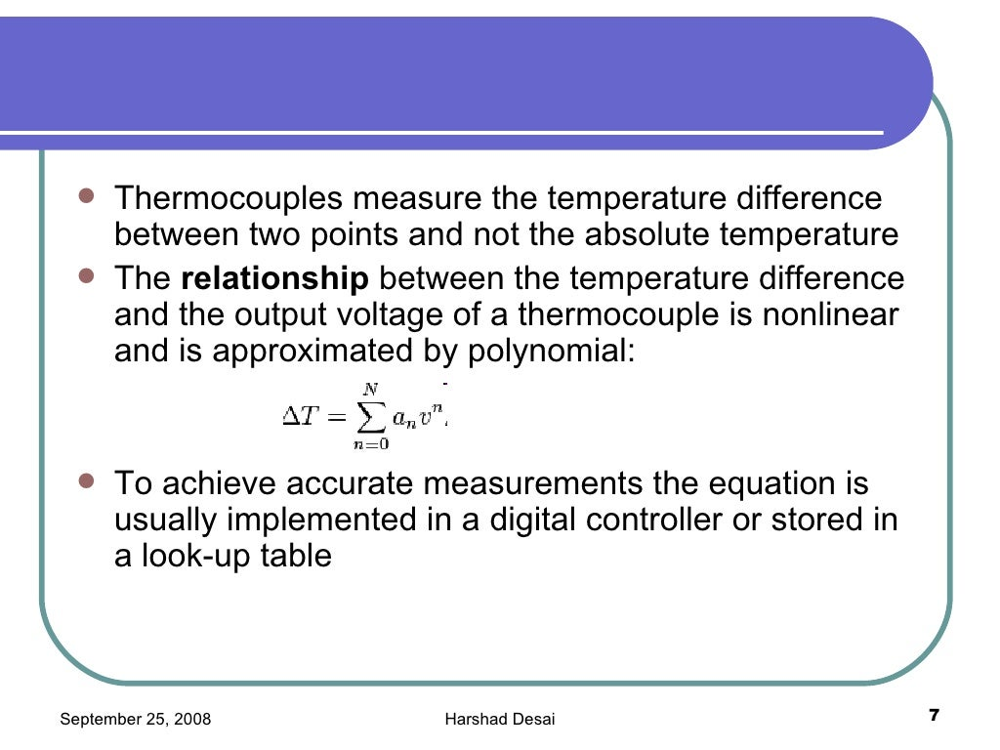 Thermocouples measure the temperature difference
between two points and not the absolute temperature
The relationship between the temperature difference
and the output voltage of a thermocouple is nonlinear
and is approximated by polynomial:
ΔT = ∑_{n=0}^{N} a_n v^n
To achieve accurate measurements the equation is
usually implemented in a digital controller or stored in
a look-up table
September 25, 2008
Harshad Desai
7